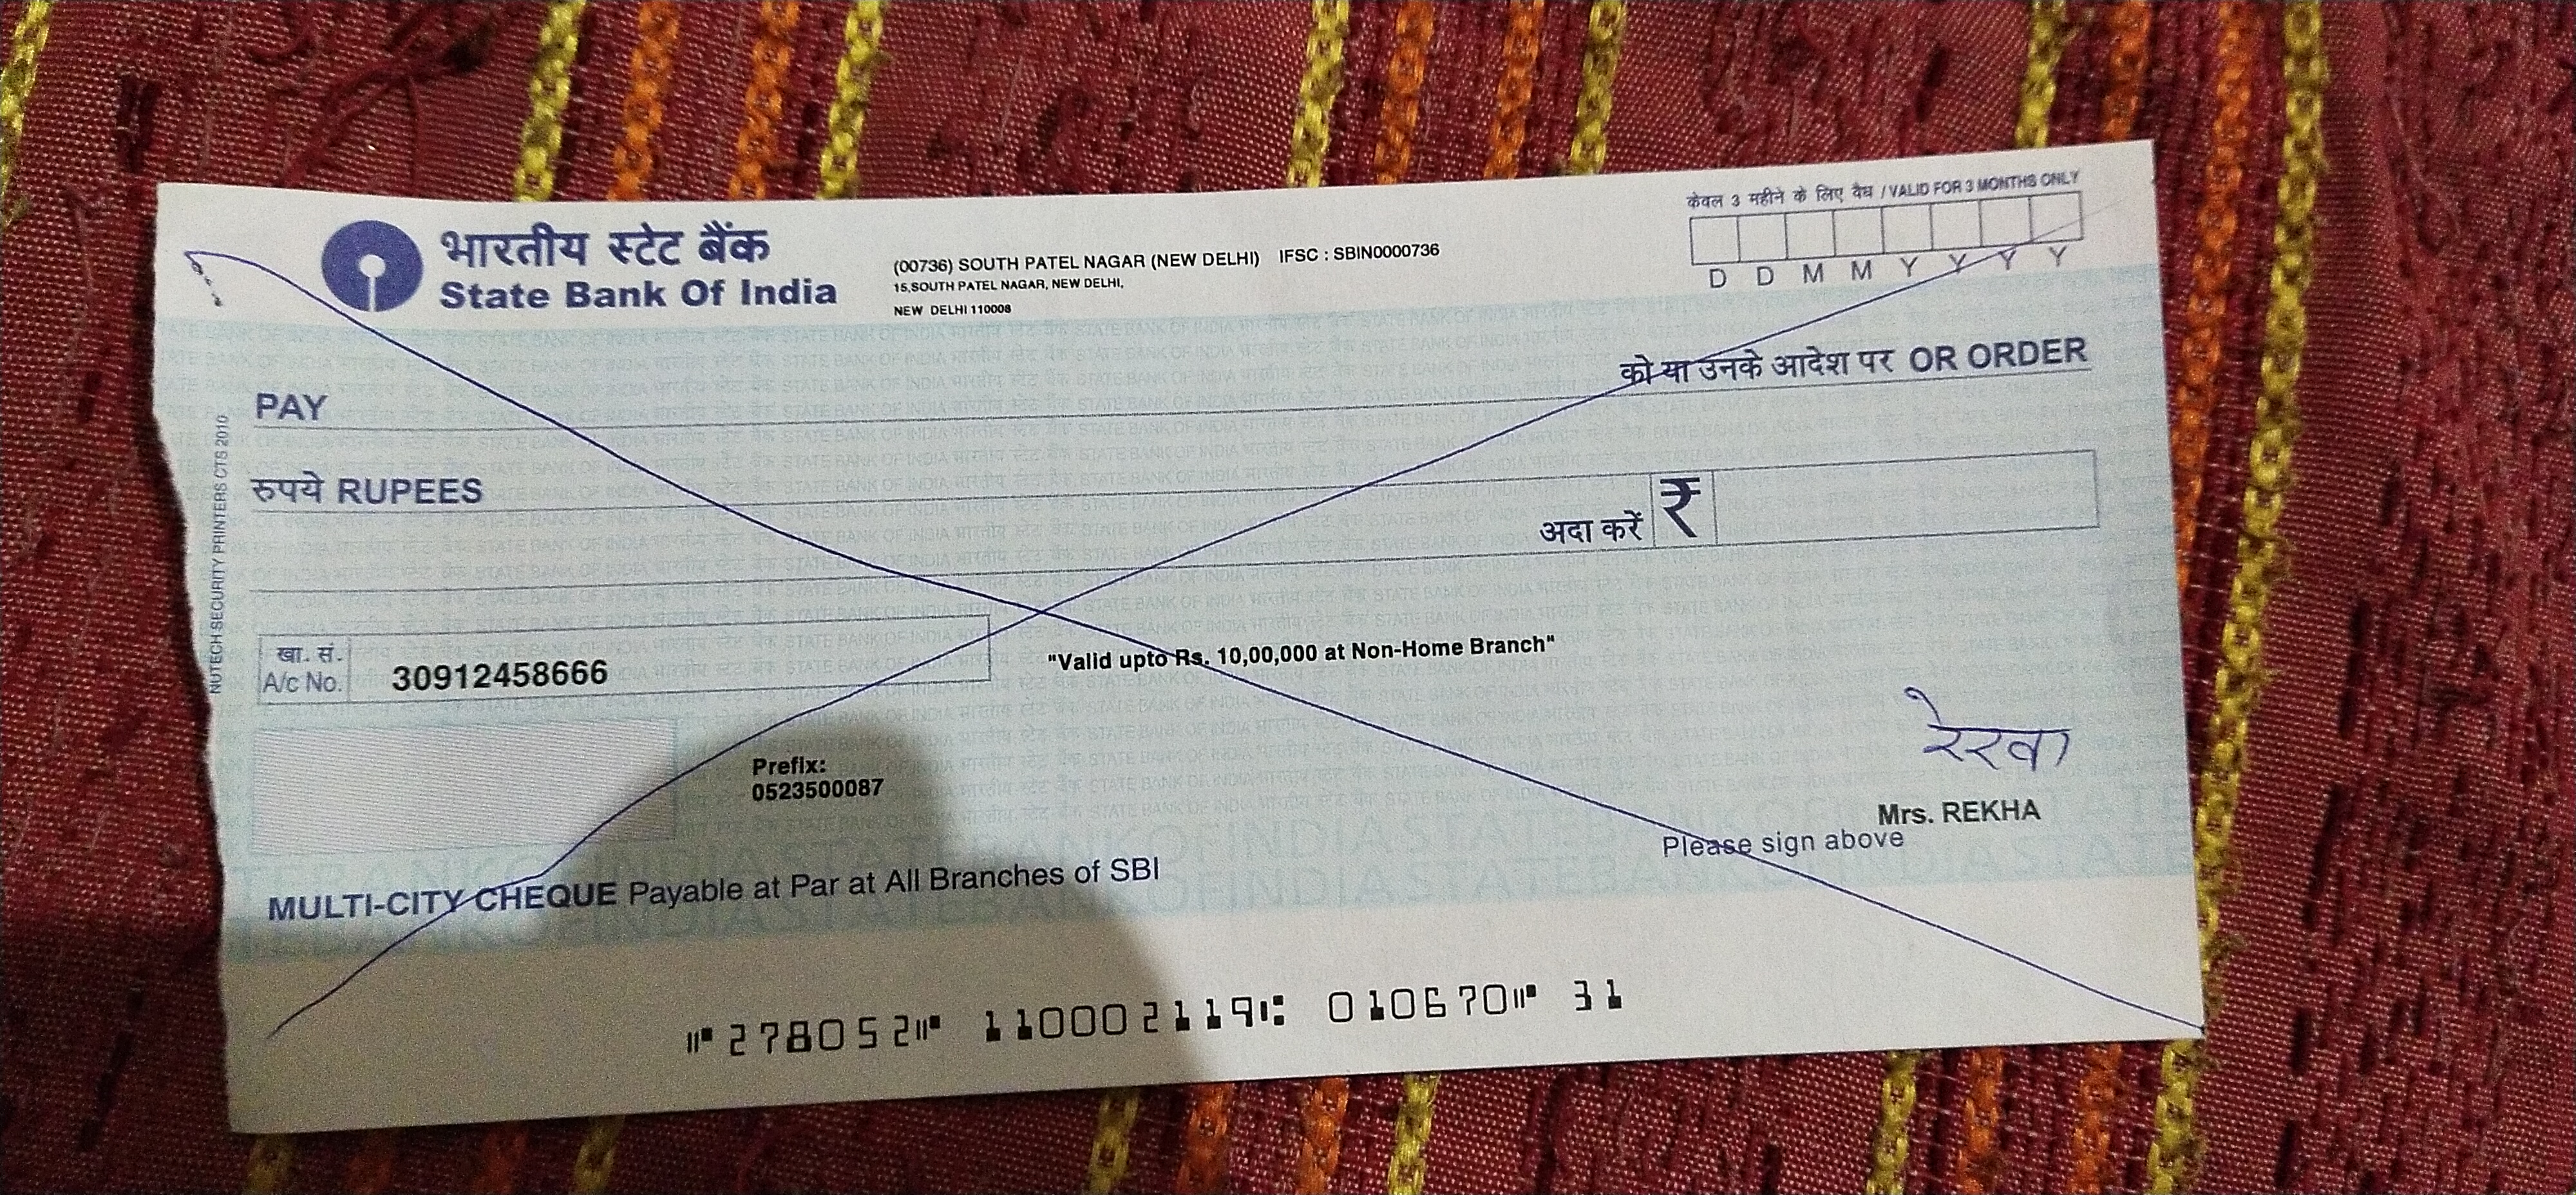 भारतीय स्टेट बैंक
State Bank Of India
(00736) SOUTH PATEL NAGAR (NEW DELHI) IFSC : SBIN0000736
15,SOUTH PATEL NAGAR, NEW DELHI,
NEW DELHI 110008
केवल 3 महीने के लिए वैध / VALID FOR 3 MONTHS ONLY
D D M M Y Y Y Y
PAY
को या उनके आदेश पर OR ORDER
रुपये RUPEES
अदा करें ₹
खा. सं.
A/c No. 30912458666
"Valid upto Rs. 10,00,000 at Non-Home Branch"
Prefix:
0523500087
रेखा
Mrs. REKHA
Please sign above
MULTI-CITY CHEQUE Payable at Par at All Branches of SBI
⑈278052⑈ 110002119⑆ 010670⑈ 31
NUTECH SECURITY PRINTERS CTS 2010